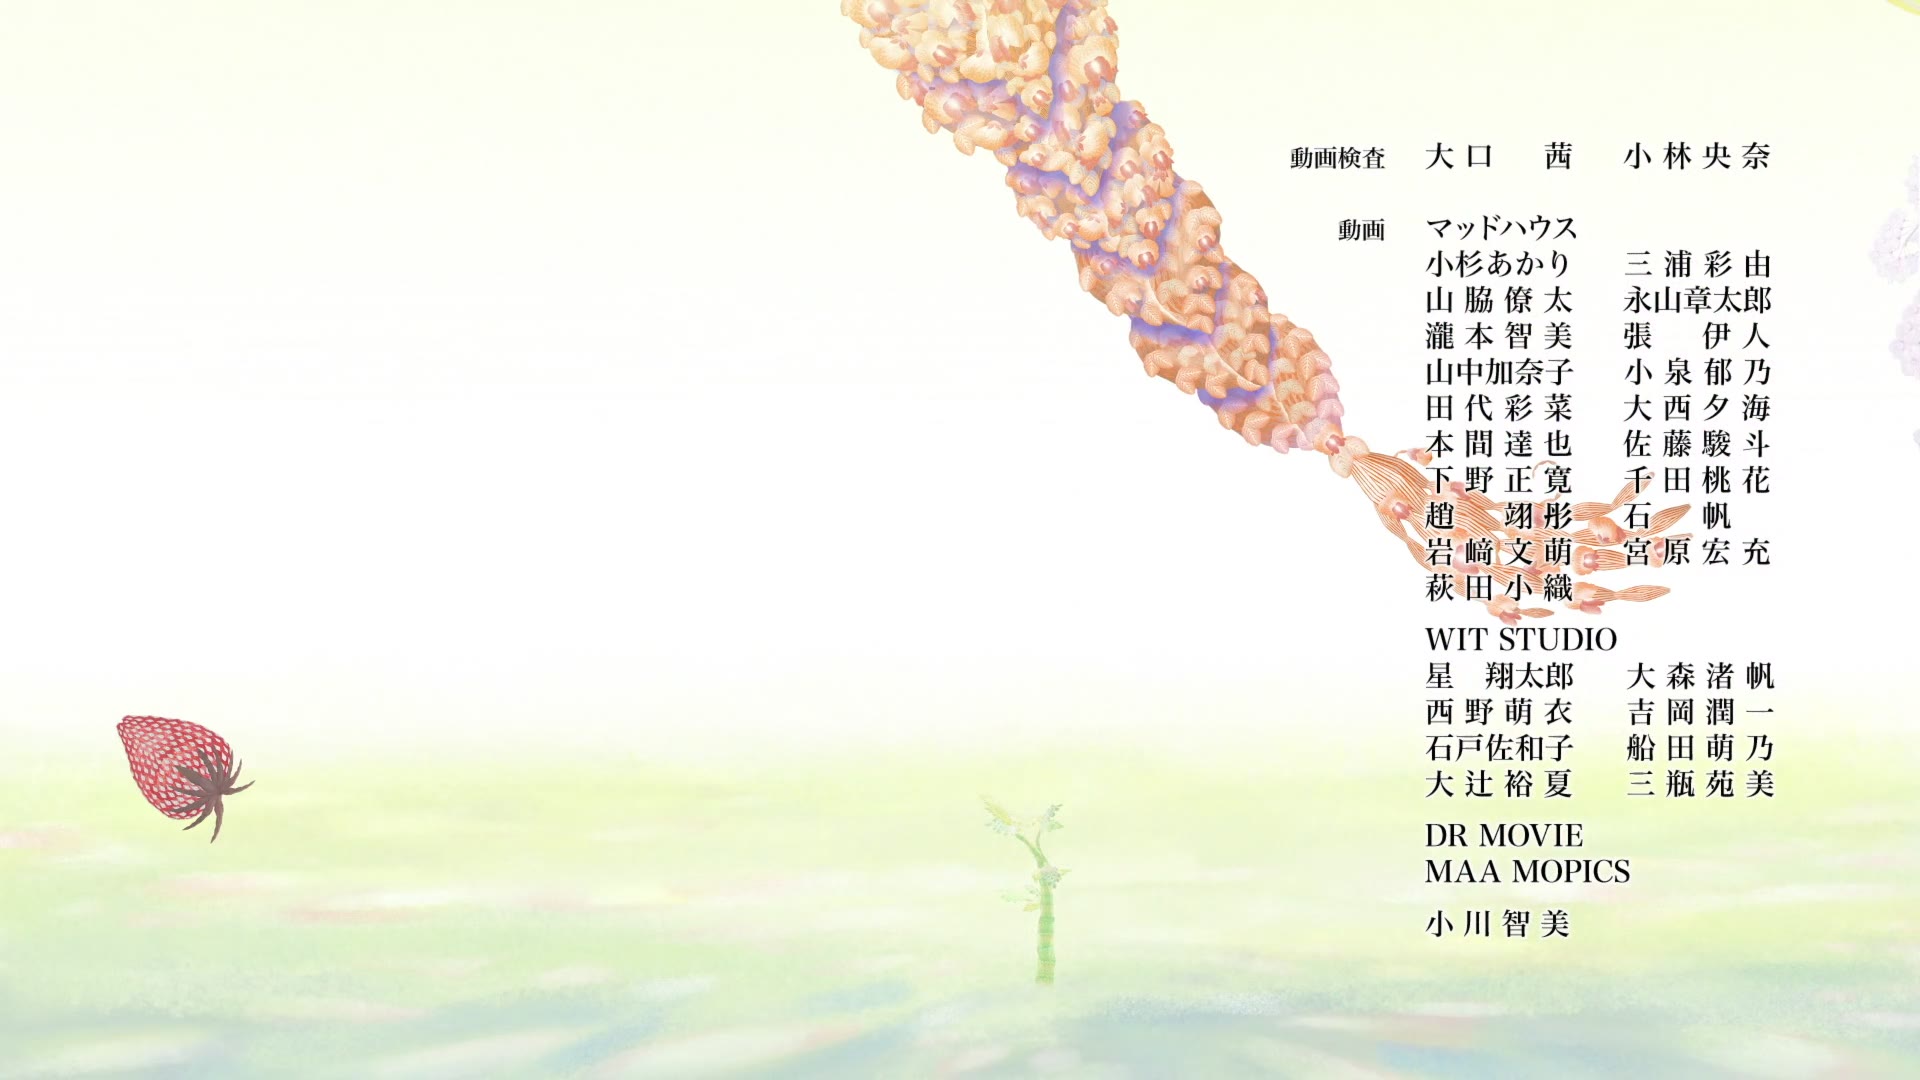 動画検査 大口 茜 小林央奈
動画 マッドハウス
小杉あかり 三浦彩由
山脇僚太 永山章太郎
瀧本智美 張 伊人
山中加奈子 小泉郁乃
田代彩菜 大西夕海
本間達也 佐藤駿斗
下野正寛 千田桃花
趙 翊彤 石 帆
岩﨑文萌 宮原宏充
萩田小織
WIT STUDIO
星 翔太郎 大森渚帆
西野萌衣 吉岡潤一
石戸佐和子 船田萌乃
大辻裕夏 三瓶苑美
DR MOVIE
MAA MOPICS
小川智美